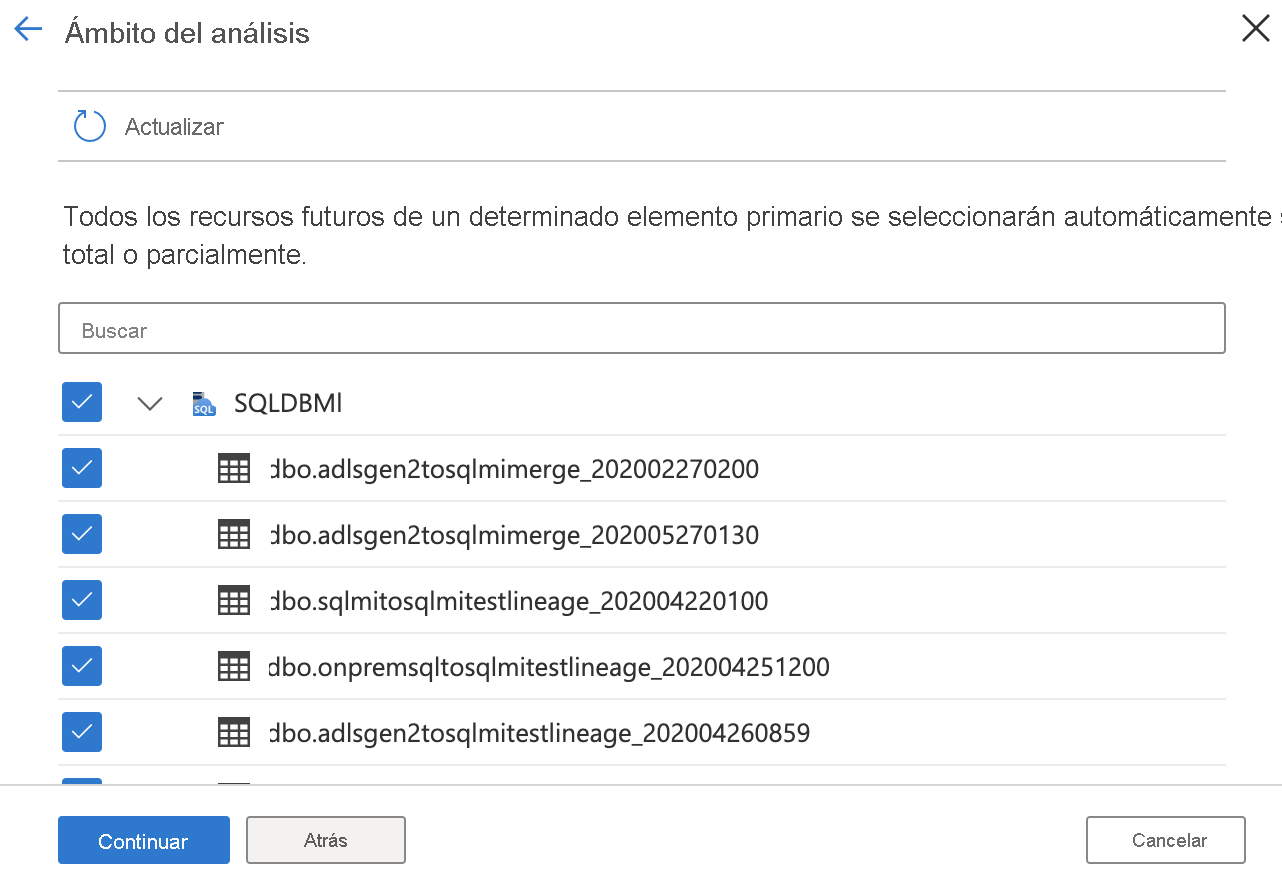 Ámbito del análisis
Actualizar
Todos los recursos futuros de un determinado elemento primario se seleccionarán automáticamente
total o parcialmente.
Buscar
SQL
SQLDBMI
dbo.adlsgen2tosqlmimerge_202002270200
dbo.adlsgen2tosqlmimerge_202005270130
dbo.sqlmitosqlmitestlineage_202004220100
dbo.onpremsqltosqlmitestlineage_202004251200
dbo.adlsgen2tosqlmitestlineage_202004260859
Continuar
Atrás
Cancelar